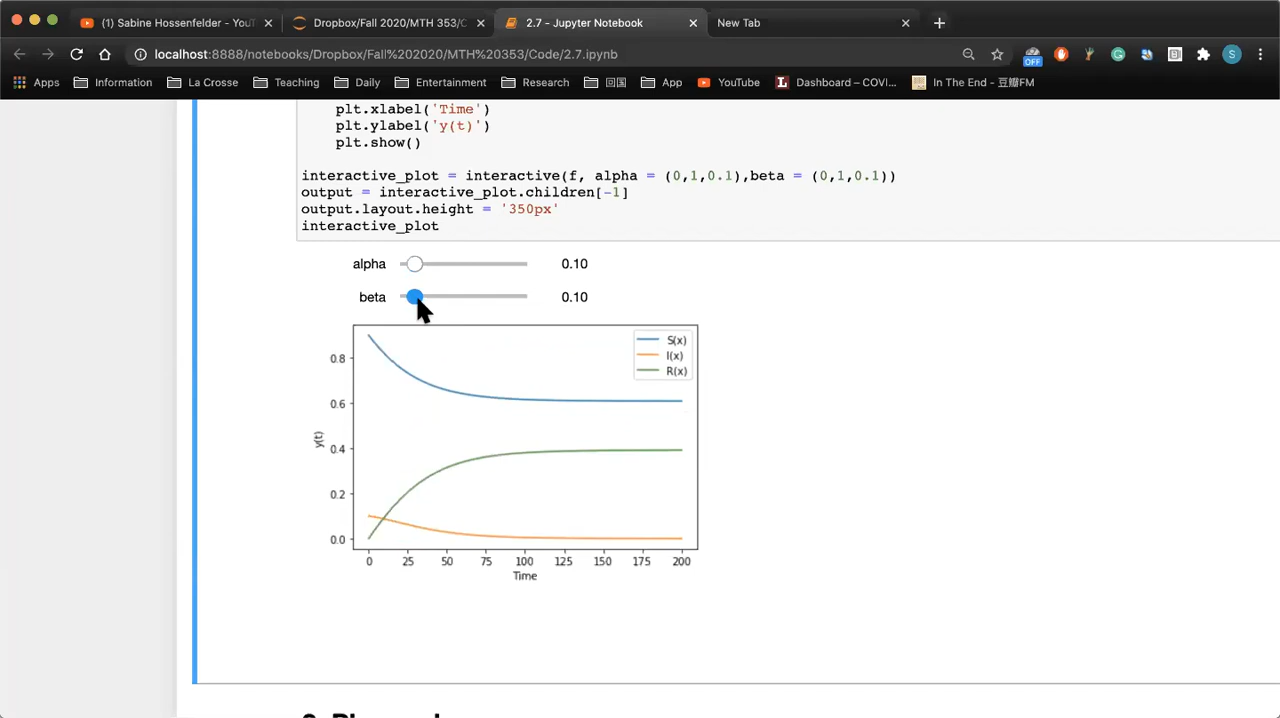 (1) Sabine Hossenfelder - YouT
Dropbox/Fall 2020/MTH 353/C
2.7 - Jupyter Notebook
New Tab
localhost:8888/notebooks/Dropbox/Fall%202020/MTH%20353/Code/2.7.ipynb
OFF
S
Apps
Information
La Crosse
Teaching
Daily
Entertainment
Research
回国
App
YouTube
Dashboard – COVI...
In The End - 豆瓣FM
plt.xlabel('Time')
plt.ylabel('y(t)')
plt.show()
interactive_plot = interactive(f, alpha = (0,1,0.1),beta = (0,1,0.1))
output = interactive_plot.children[-1]
output.layout.height = '350px'
interactive_plot
alpha 0.10
beta 0.10
S(x)
I(x)
R(x)
0.8
0.6
0.4
0.2
0.0
y(t)
0 25 50 75 100 125 150 175 200
Time